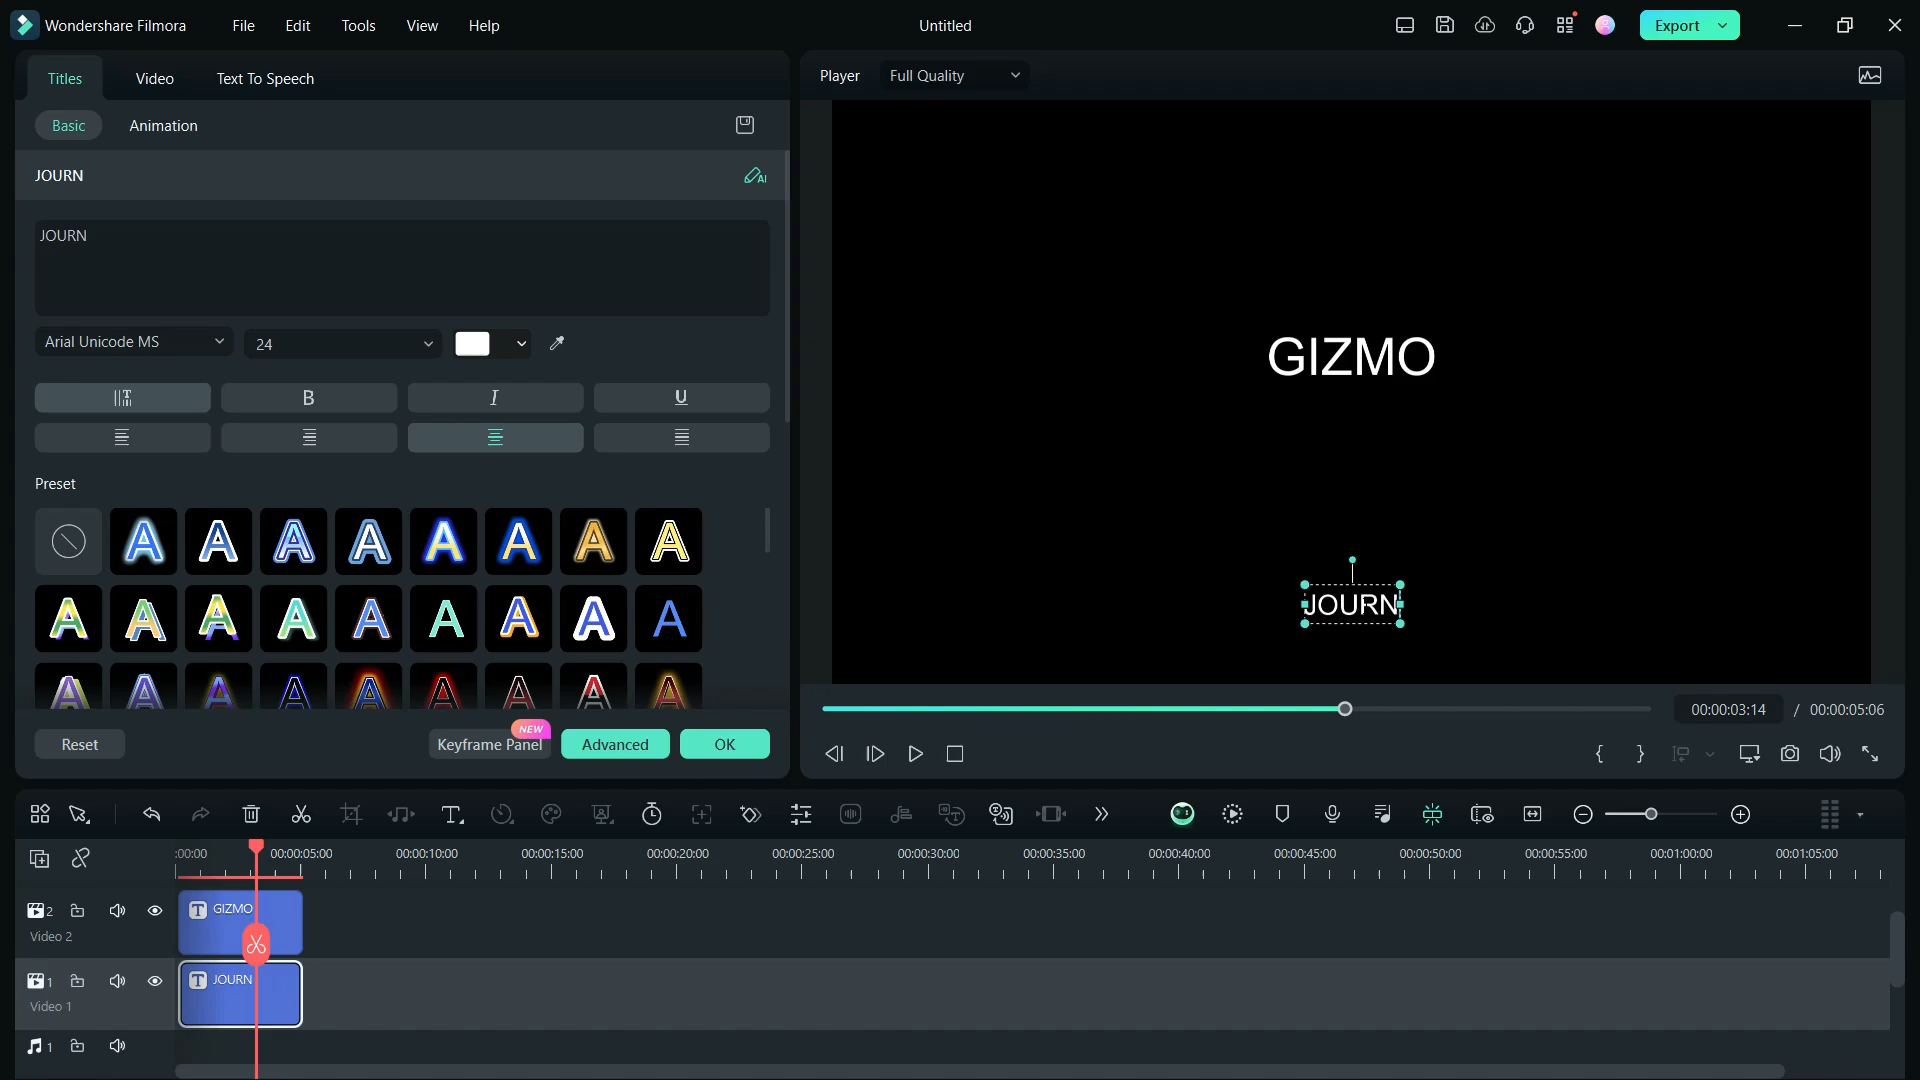 Wondershare Filmora
File
Edit
Tools
View
Help
Untitled
Export
Titles
Video
Text To Speech
Player
Full Quality
Basic
Animation
JOURN
AI
JOURN
Arial Unicode MS
24
B
I
U
Preset
GIZMO
JOURN
Reset
NEW
Keyframe Panel
Advanced
OK
00:00:03:14 / 00:00:05:06
:00:00
00:00:05:00
00:00:10:00
00:00:15:00
00:00:20:00
00:00:25:00
00:00:30:00
00:00:35:00
00:00:40:00
00:00:45:00
00:00:50:00
00:00:55:00
00:01:00:00
00:01:05:00
2
GIZMO
Video 2
1
JOURN
Video 1
1